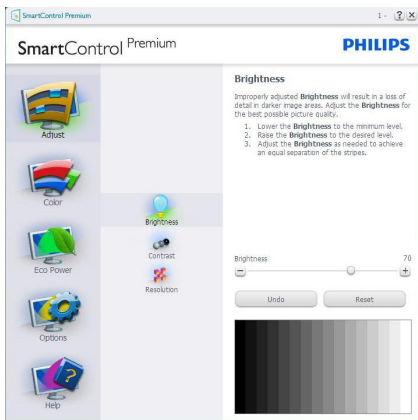 SmartControl Premium
1 -
SmartControl Premium
PHILIPS
Adjust
Color
Eco Power
Options
Help
Brightness
Contrast
Resolution
Brightness
Improperly adjusted Brightness will result in a loss of
detail in darker image areas. Adjust the Brightness for
the best possible picture quality.
1. Lower the Brightness to the minimum level.
2. Raise the Brightness to the desired level.
3. Adjust the Brightness as needed to achieve
an equal separation of the stripes.
Brightness 70
Undo Reset